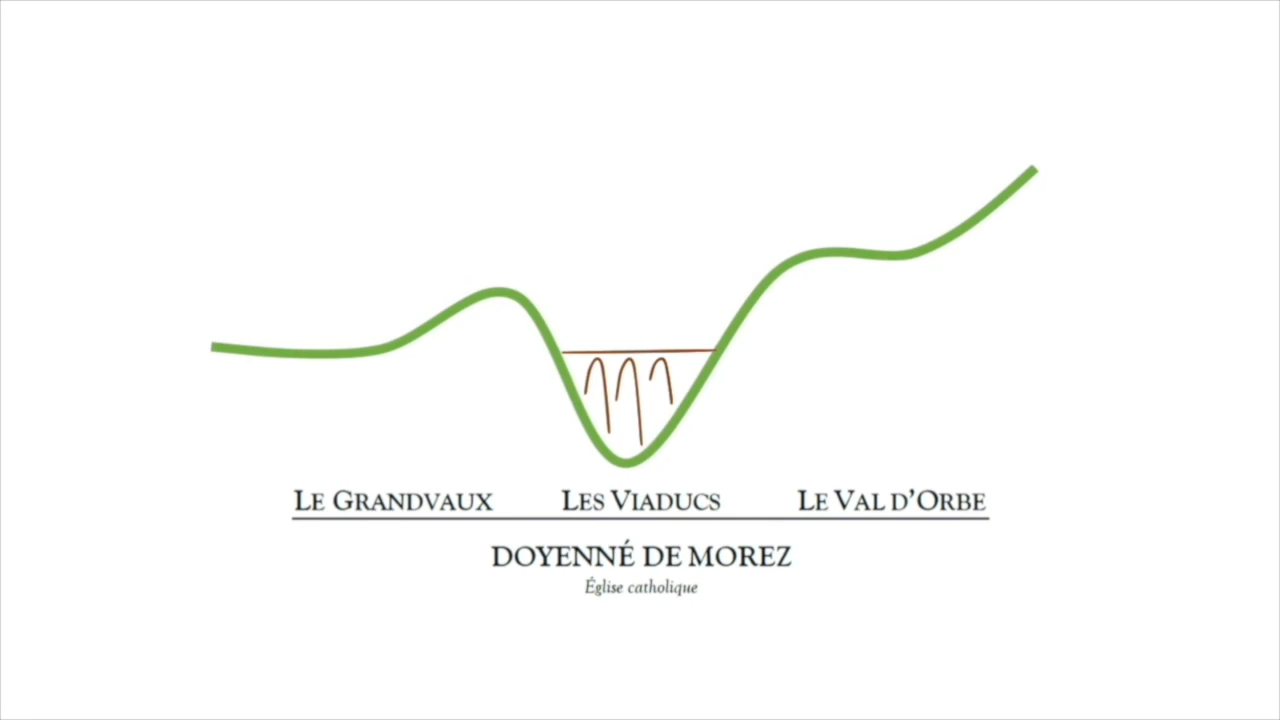 Le Grandvaux Les Viaducs Le Val d'Orbe
DOYENNÉ DE MOREZ
Église catholique